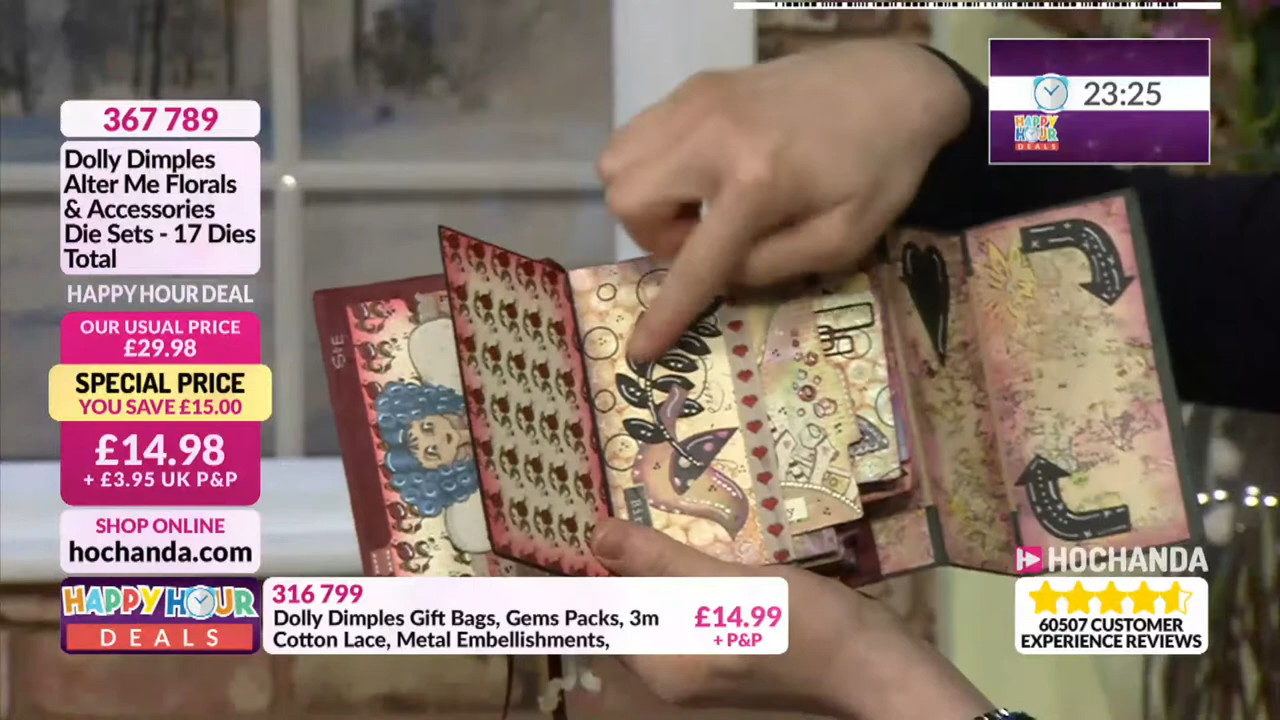 367 789
Dolly Dimples
Alter Me Florals
& Accessories
Die Sets - 17 Dies
Total
HAPPY HOUR DEAL
OUR USUAL PRICE
£29.98
SPECIAL PRICE
YOU SAVE £15.00
£14.98
+ £3.95 UK P&P
SHOP ONLINE
hochanda.com
HAPPY HOUR
DEALS
316 799
Dolly Dimples Gift Bags, Gems Packs, 3m
Cotton Lace, Metal Embellishments,
£14.99
+ P&P
23:25
HAPPY
HOUR
DEALS
HOCHANDA
60507 CUSTOMER
EXPERIENCE REVIEWS